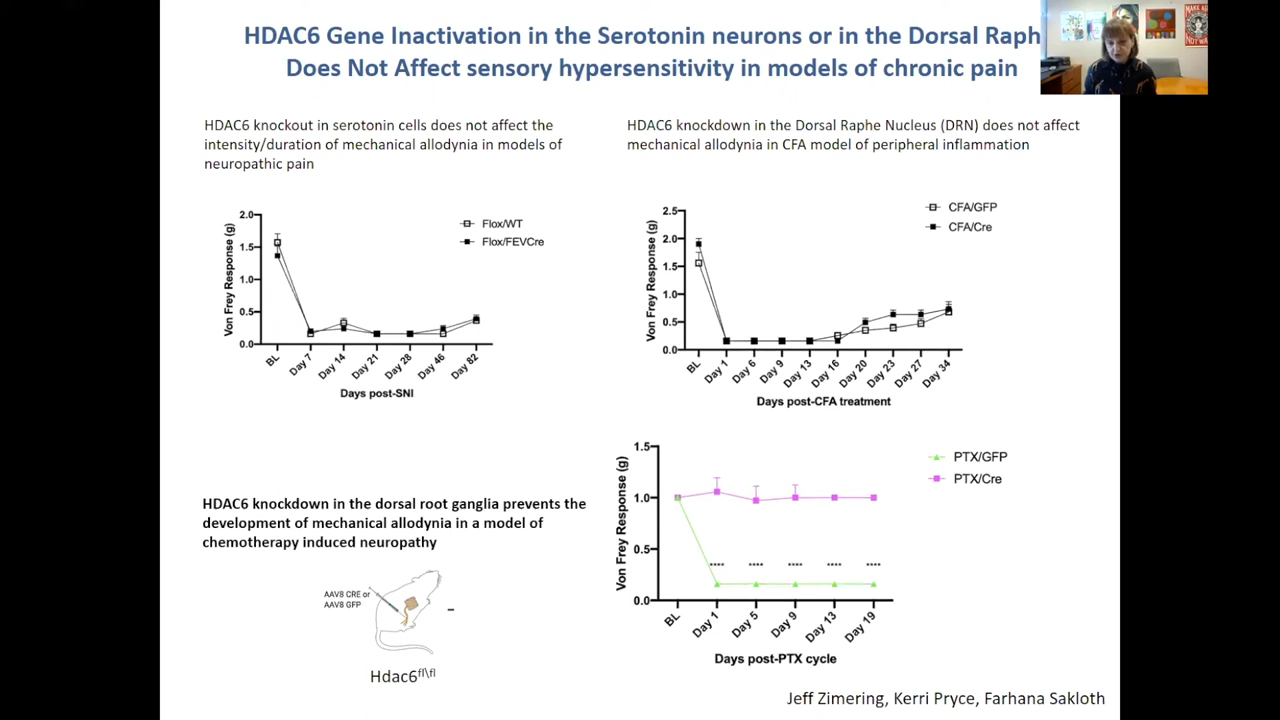 HDAC6 Gene Inactivation in the Serotonin neurons or in the Dorsal Raph
Does Not Affect sensory hypersensitivity in models of chronic pain
MAKE
NOT WA
HDAC6 knockout in serotonin cells does not affect the
intensity/duration of mechanical allodynia in models of
neuropathic pain
HDAC6 knockdown in the Dorsal Raphe Nucleus (DRN) does not affect
mechanical allodynia in CFA model of peripheral inflammation
Von Frey Response (g)
2.0
1.5
1.0
0.5
0.0
Flox/WT
Flox/FEVCre
BL
Day 7
Day 14
Day 21
Day 28
Day 46
Day 82
Days post-SNI
Von Frey Response (g)
2.5
2.0
1.5
1.0
0.5
0.0
CFA/GFP
CFA/Cre
BL
Day 1
Day 6
Day 9
Day 13
Day 16
Day 20
Day 23
Day 27
Day 34
Days post-CFA treatment
HDAC6 knockdown in the dorsal root ganglia prevents the
development of mechanical allodynia in a model of
chemotherapy induced neuropathy
AAV8 CRE or
AAV8 GFP
Hdac6fl\fl
Von Frey Response (g)
1.5
1.0
0.5
0.0
PTX/GFP
PTX/Cre
**** **** **** **** ****
BL
Day 1
Day 5
Day 9
Day 13
Day 19
Days post-PTX cycle
Jeff Zimering, Kerri Pryce, Farhana Sakloth